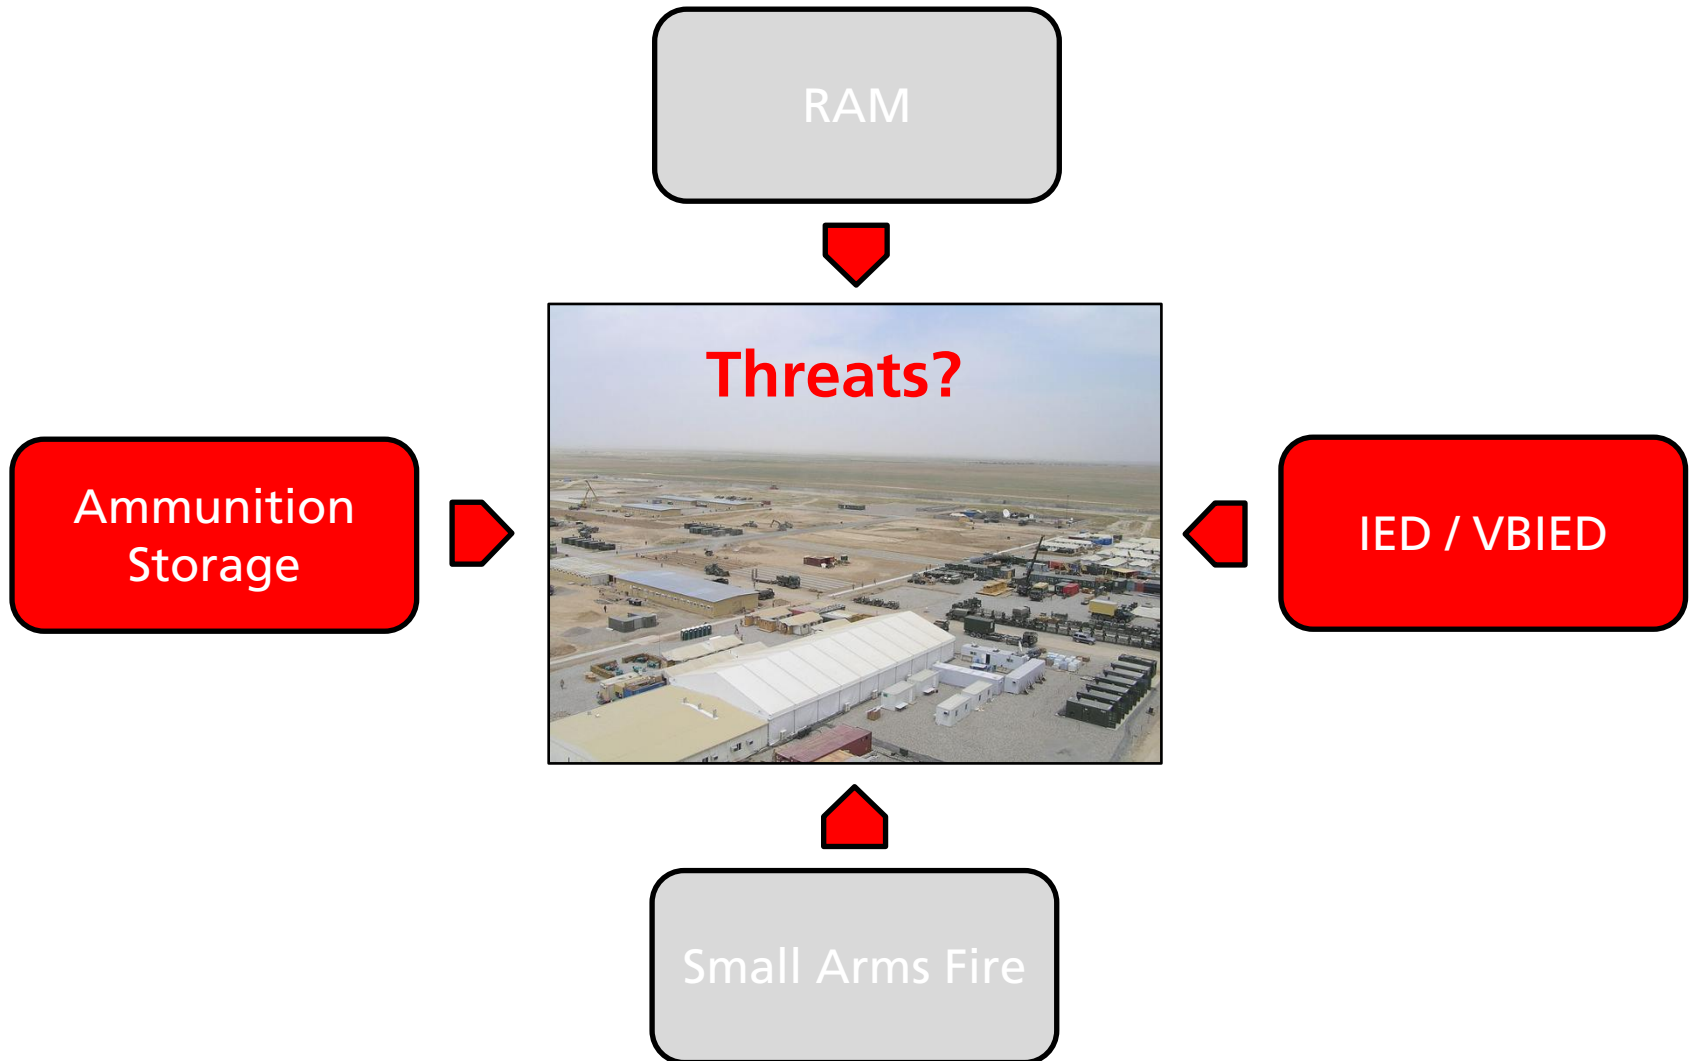 RAM
Threats?
Ammunition
Storage
IED / VBIED
Small Arms Fire